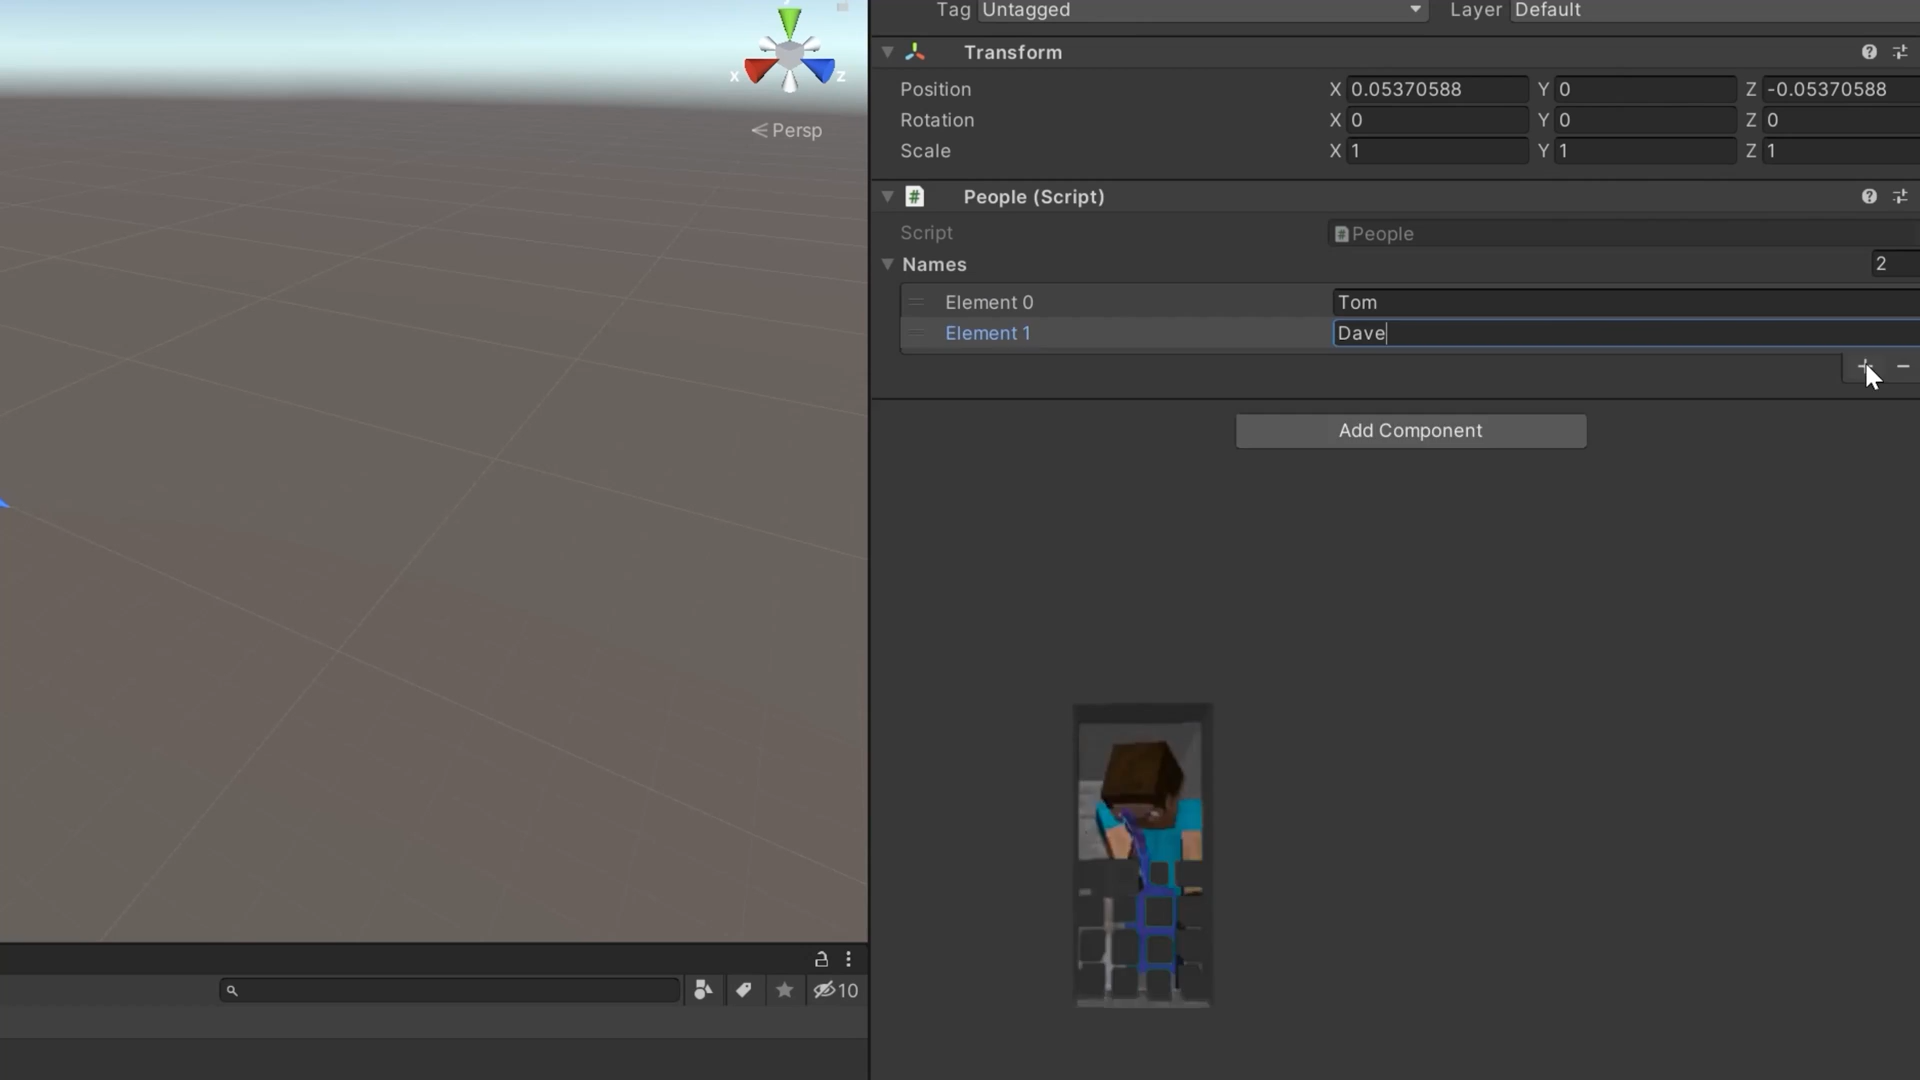 Tag Untagged Layer Default
Transform
Position X 0.05370588 Y 0 Z -0.05370588
Rotation X 0 Y 0 Z 0
Scale X 1 Y 1 Z 1
People (Script)
Script People
Names 2
Element 0 Tom
Element 1 Dave
Add Component
x z
Persp
10